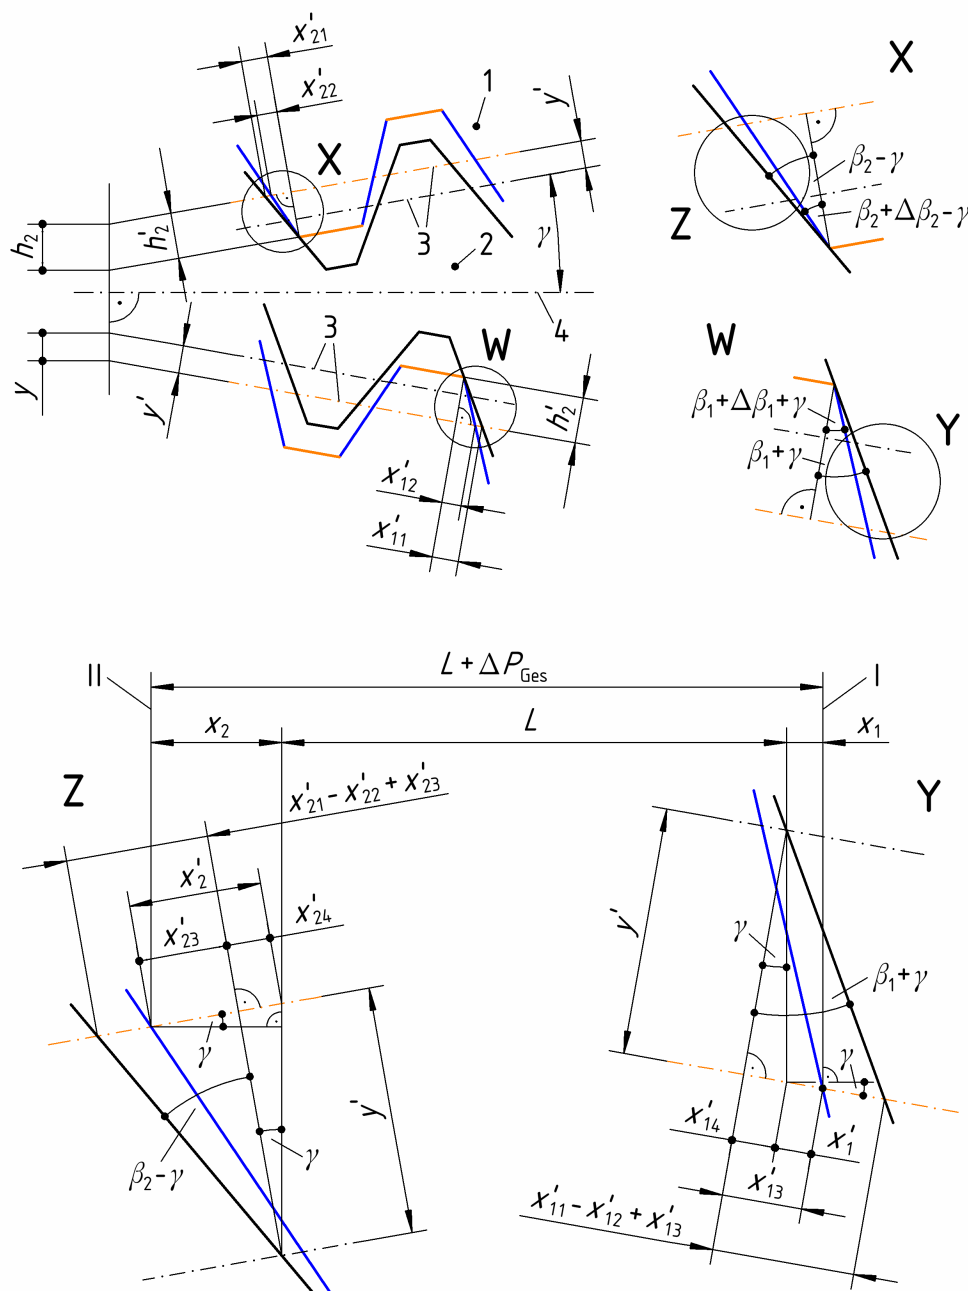 x'21
x'22
1
y'
X
X
β2−γ
h2
h'2
3
γ
2
Z
β2+Δβ2−γ
4
3
W
W
β1+Δβ1+γ
Y
y
y'
h'2
β1+γ
x'12
x'11
L+ΔPGes
II
I
x2
L
x1
Z
x'21−x'22+x'23
Y
x'2
x'24
x'23
y'
γ
β1+γ
γ
γ
y'
x'14
x'1
β2−γ
γ
x'13
x'11−x'12+x'13